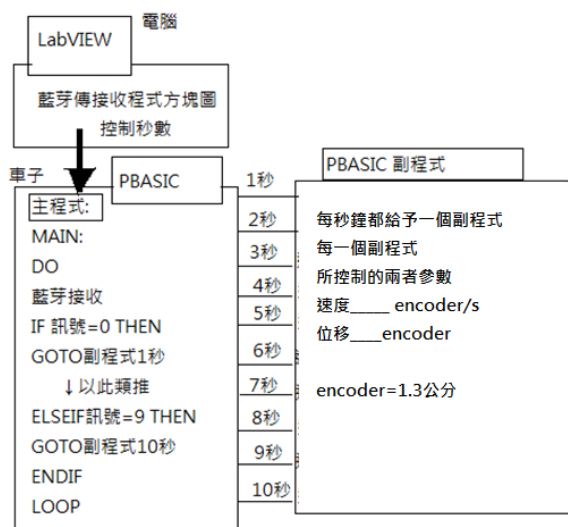 電腦
LabVIEW
藍芽傳接收程式方塊圖
控制秒數
車子
PBASIC
主程式:
MAIN:
DO
藍芽接收
IF 訊號=0 THEN
GOTO副程式1秒
↓以此類推
ELSEIF訊號=9 THEN
GOTO副程式10秒
ENDIF
LOOP
1秒
2秒
3秒
4秒
5秒
6秒
7秒
8秒
9秒
10秒
PBASIC 副程式
每秒鐘都給予一個副程式
每一個副程式
所控制的兩者參數
速度_____ encoder/s
位移____encoder
encoder=1.3公分